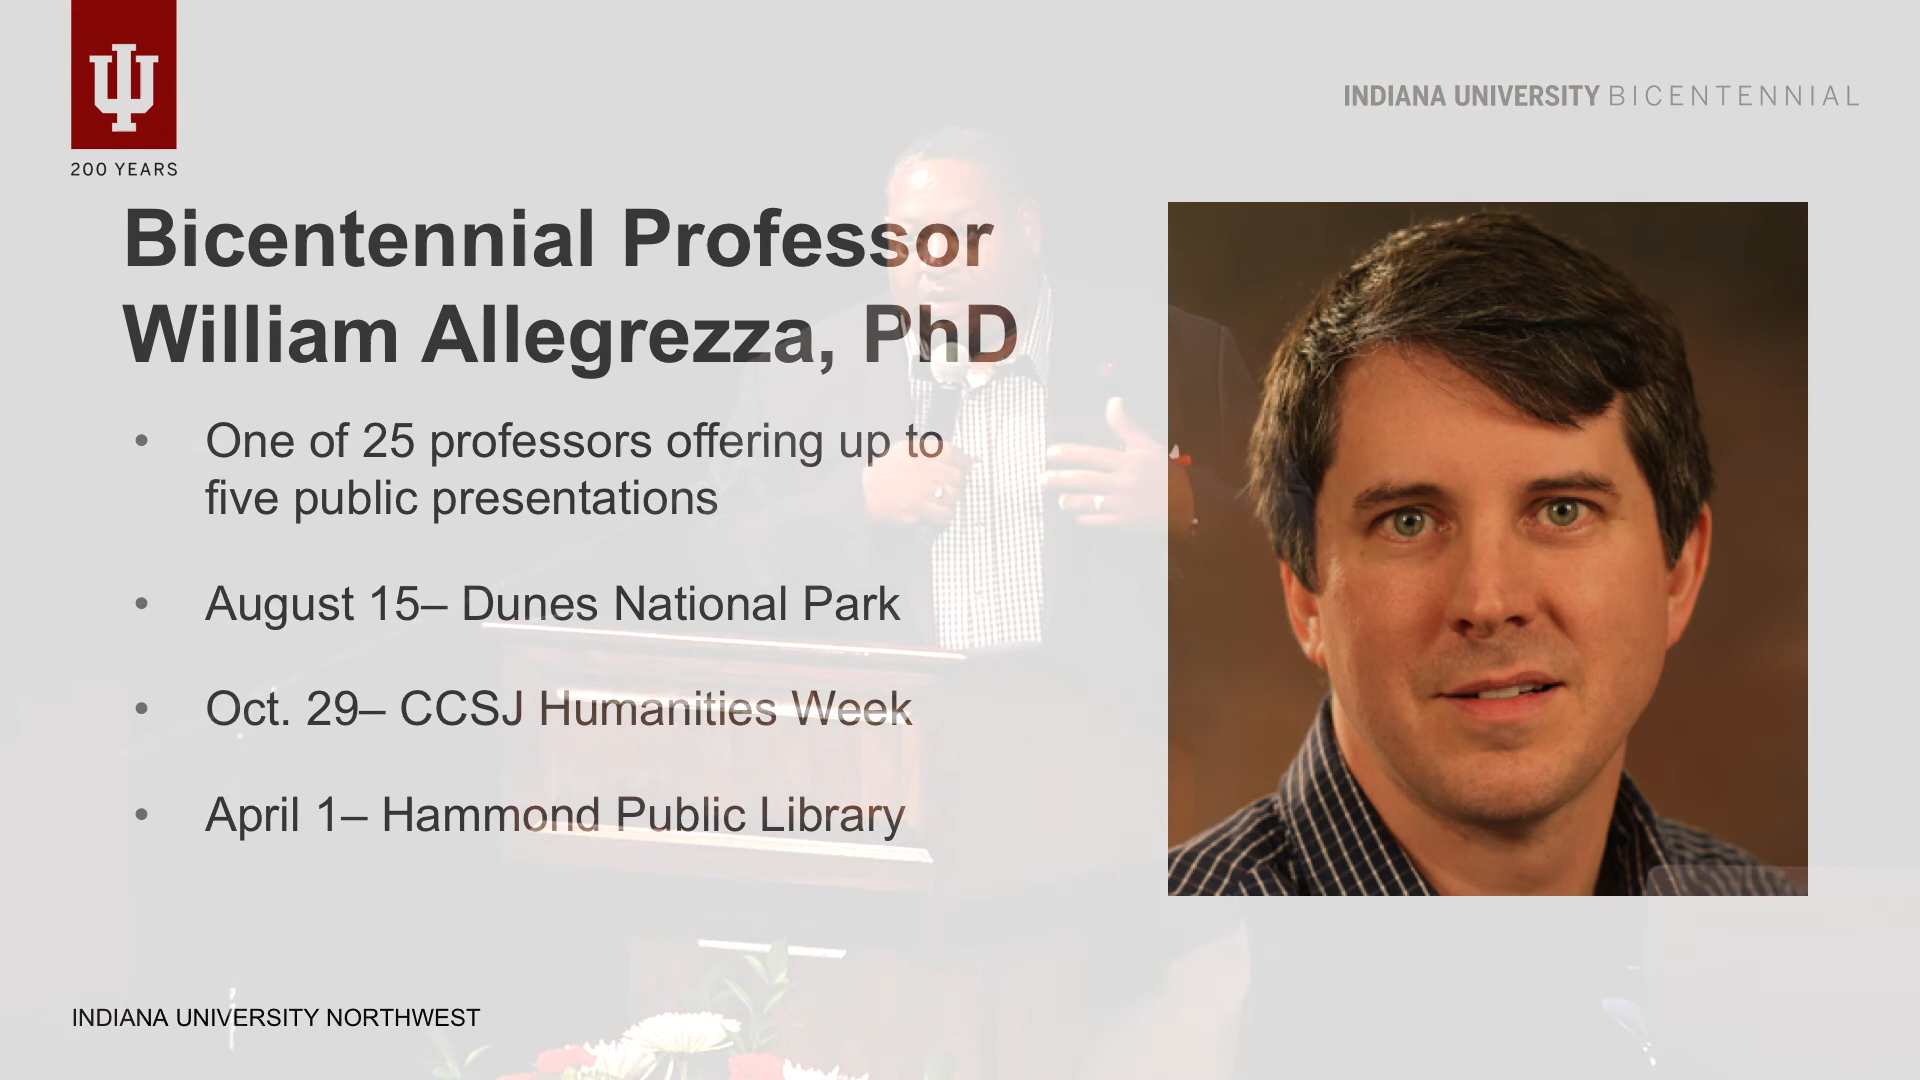 INDIANA UNIVERSITY BICENTENNIAL
200 YEARS
Bicentennial Professor
William Allegrezza, PhD
• One of 25 professors offering up to
five public presentations
• August 15– Dunes National Park
• Oct. 29– CCSJ Humanities Week
• April 1– Hammond Public Library
INDIANA UNIVERSITY NORTHWEST